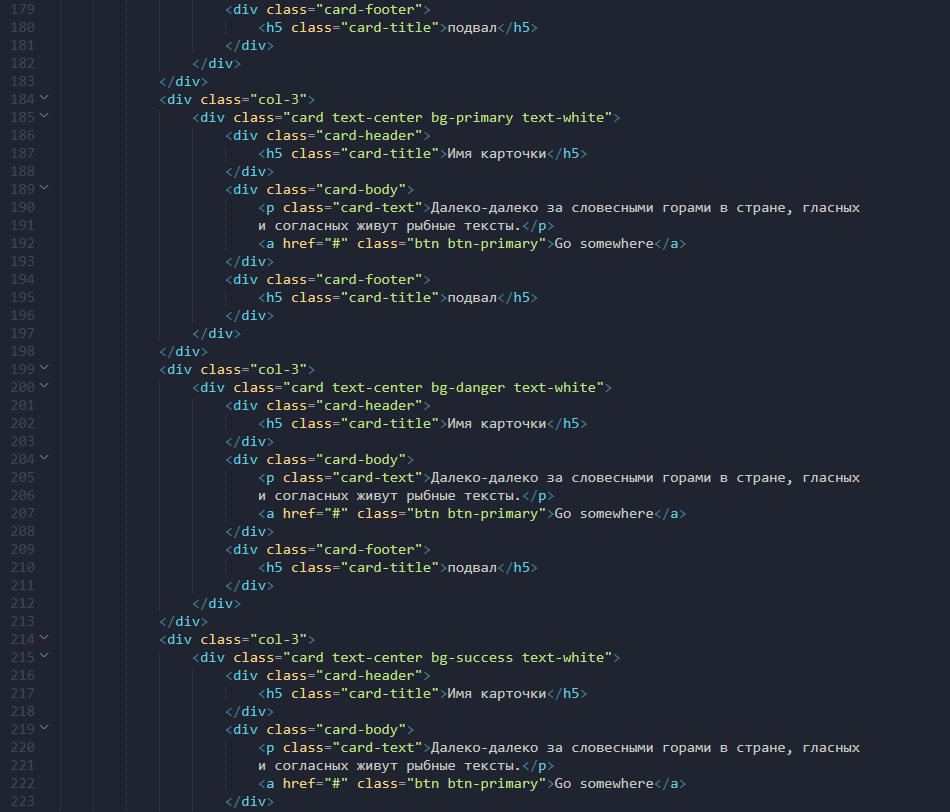 179 <div class="card-footer">
180 <h5 class="card-title">подвал</h5>
181 </div>
182 </div>
183 </div>
184 <div class="col-3">
185 <div class="card text-center bg-primary text-white">
186 <div class="card-header">
187 <h5 class="card-title">Имя карточки</h5>
188 </div>
189 <div class="card-body">
190 <p class="card-text">Далеко-далеко за словесными горами в стране, гласных
191 и согласных живут рыбные тексты.</p>
192 <a href="#" class="btn btn-primary">Go somewhere</a>
193 </div>
194 <div class="card-footer">
195 <h5 class="card-title">подвал</h5>
196 </div>
197 </div>
198 </div>
199 <div class="col-3">
200 <div class="card text-center bg-danger text-white">
201 <div class="card-header">
202 <h5 class="card-title">Имя карточки</h5>
203 </div>
204 <div class="card-body">
205 <p class="card-text">Далеко-далеко за словесными горами в стране, гласных
206 и согласных живут рыбные тексты.</p>
207 <a href="#" class="btn btn-primary">Go somewhere</a>
208 </div>
209 <div class="card-footer">
210 <h5 class="card-title">подвал</h5>
211 </div>
212 </div>
213 </div>
214 <div class="col-3">
215 <div class="card text-center bg-success text-white">
216 <div class="card-header">
217 <h5 class="card-title">Имя карточки</h5>
218 </div>
219 <div class="card-body">
220 <p class="card-text">Далеко-далеко за словесными горами в стране, гласных
221 и согласных живут рыбные тексты.</p>
222 <a href="#" class="btn btn-primary">Go somewhere</a>
223 </div>